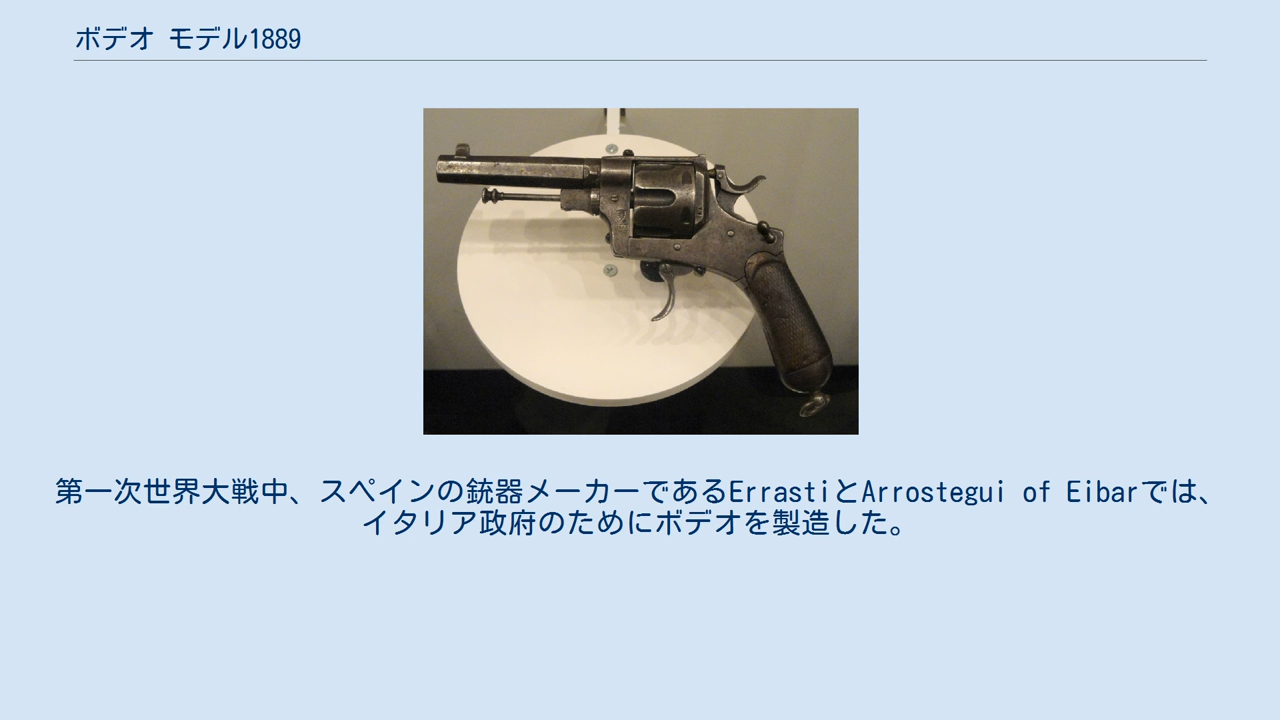 ボデオ モデル1889
第一次世界大戦中、スペインの銃器メーカーであるErrastiとArrostegui of Eibarでは、
イタリア政府のためにボデオを製造した。